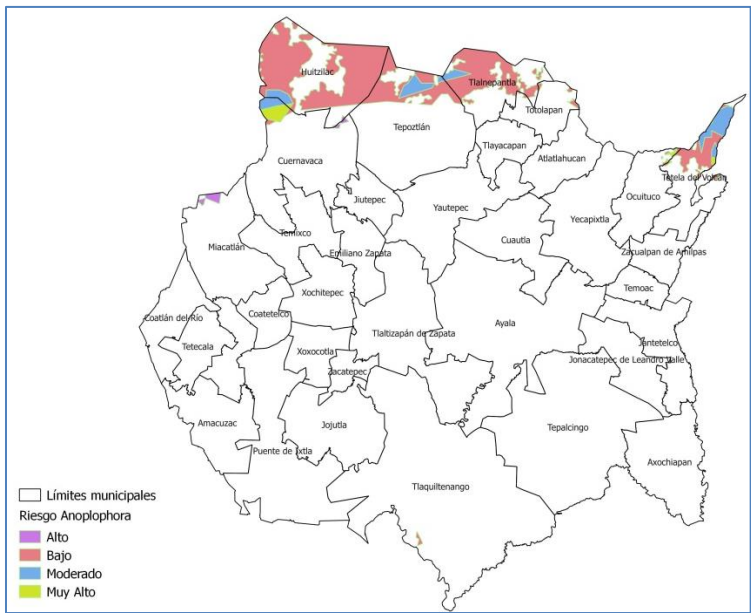 Huitzilac
Tlalnepantla
Totolapan
Tepoztlán
Tlayacapan
Cuernavaca
Atlatlahucan
Tetela del Volcán
Jiutepec
Ocuituco
Yautepec
Yecapixtla
Temixco
Cuautla
Miacatlán
Emiliano Zapata
Zacualpan de Amilpas
Temoac
Xochitepec
Coatetelco
Coatlán del Río
Ayala
Tlaltizapán de Zapata
Jantetelco
Tetecala
Xoxocotla
Jonacatepec de Leandro Valle
Zacatepec
Tepalcingo
Amacuzac
Jojutla
Puente de Ixtla
Axochiapan
Tlaquiltenango
Límites municipales
Riesgo Anoplophora
Alto
Bajo
Moderado
Muy Alto